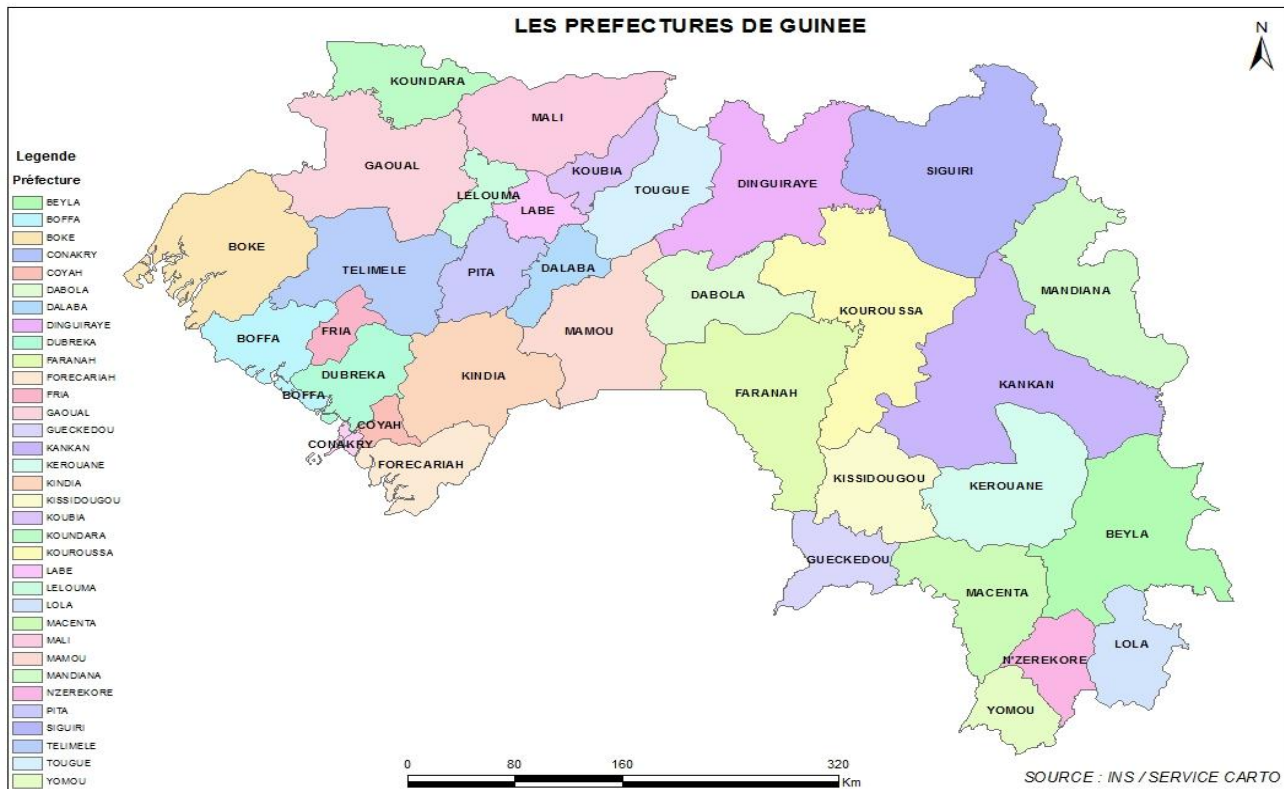 LES PREFECTURES DE GUINEE
N
KOUNDARA
MALI
GAOUAL
KOUBIA
SIGUIRI
LELOUMA
TOUGUE
DINGUIRAYE
LABE
BOKE
TELIMELE
PITA
DALABA
MANDIANA
DABOLA
KOUROUSSA
BOFFA
FRIA
MAMOU
DUBREKA
KINDIA
KANKAN
BOFFA
FARANAH
COYAH
CONAKRY
FORECARIAH
KISSIDOUGOU
KEROUANE
BEYLA
GUECKEDOU
MACENTA
LOLA
N'ZEREKORE
YOMOU
Legende
Préfecture
BEYLA
BOFFA
BOKE
CONAKRY
COYAH
DABOLA
DALABA
DINGUIRAYE
DUBREKA
FARANAH
FORECARIAH
FRIA
GAOUAL
GUECKEDOU
KANKAN
KEROUANE
KINDIA
KISSIDOUGOU
KOUBIA
KOUNDARA
KOUROUSSA
LABE
LELOUMA
LOLA
MACENTA
MALI
MAMOU
MANDIANA
N'ZEREKORE
PITA
SIGUIRI
TELIMELE
TOUGUE
YOMOU
0 80 160 320
Km
SOURCE : INS / SERVICE CARTO